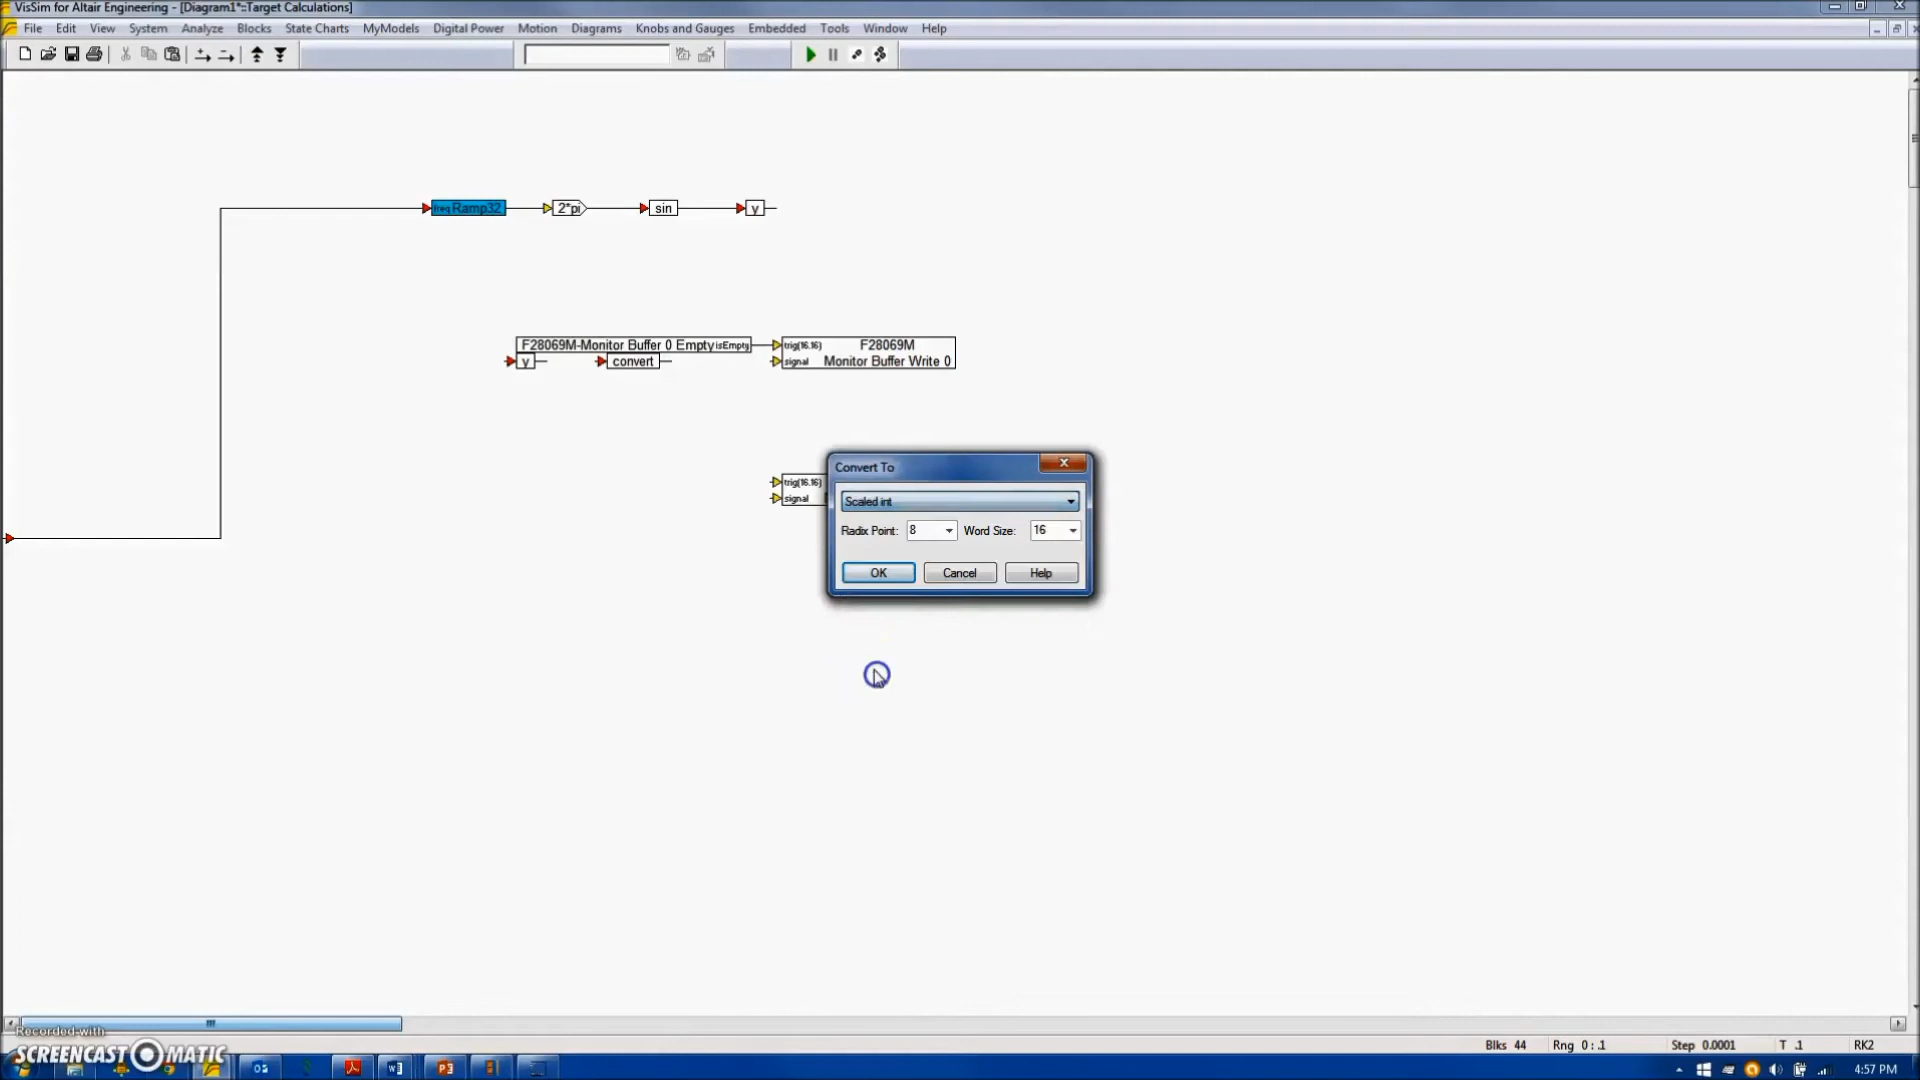 VisSim for Altair Engineering - [Diagram1*::Target Calculations]
File Edit View System Analyze Blocks State Charts MyModels Digital Power Motion Diagrams Knobs and Gauges Embedded Tools Window Help
freq Ramp32 2*pi sin y
F28069M-Monitor Buffer 0 Empty isEmpty trig(16.16) F28069M
y convert signal Monitor Buffer Write 0
Convert To
trig(16.16)
signal
Scaled int
Radix Point: 8 Word Size: 16
OK Cancel Help
Recorded with
SCREENCAST-O-MATIC
Blks 44 Rng 0:.1 Step 0.0001 T .1 RK2
4:57 PM